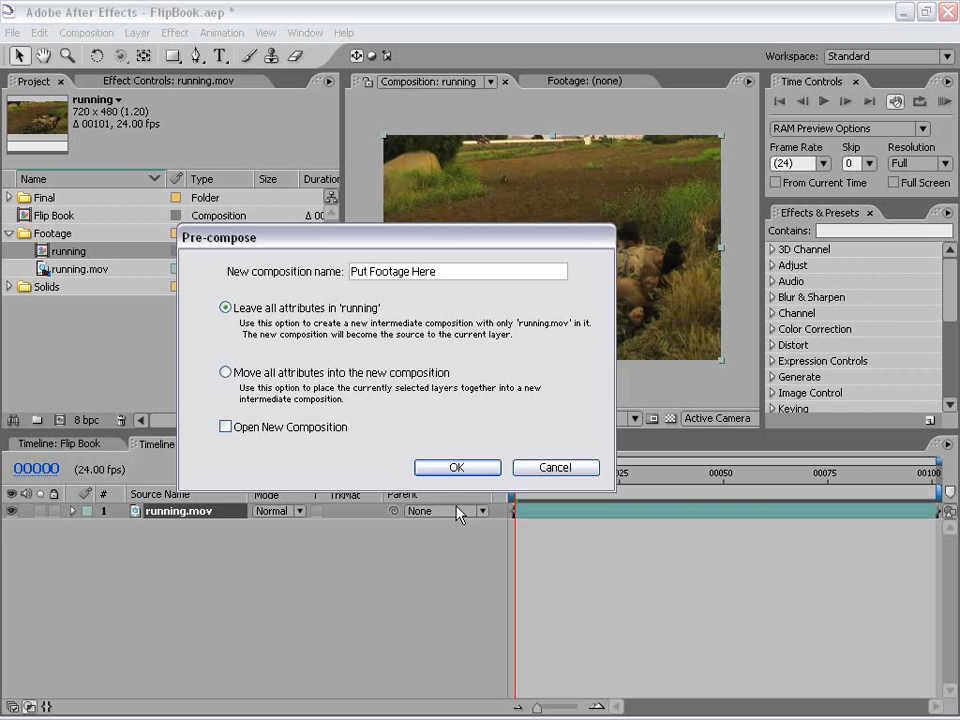 Adobe After Effects - FlipBook.aep *
File Edit Composition Layer Effect Animation View Window Help
Workspace: Standard
Project Effect Controls: running.mov Composition: running Footage: (none) Time Controls
running
720 x 480 (1.20)
Δ 00101, 24.00 fps
RAM Preview Options
Frame Rate Skip Resolution
(24) 0 Full
From Current Time Full Screen
Name Type Size Duration
Final Folder
Flip Book Composition Δ 00
Footage
running
running.mov
Solids
Effects & Presets
Contains:
3D Channel
Adjust
Audio
Blur & Sharpen
Channel
Color Correction
Distort
Expression Controls
Generate
Image Control
Keying
Pre-compose
New composition name: Put Footage Here
Leave all attributes in 'running'
Use this option to create a new intermediate composition with only 'running.mov' in it.
The new composition will become the source to the current layer.
Move all attributes into the new composition
Use this option to place the currently selected layers together into a new
intermediate composition.
Open New Composition
OK Cancel
8 bpc
Active Camera
Timeline: Flip Book Timeline
00000 (24.00 fps)
025 00050 00075 00100
# Source Name Mode T TrkMat Parent
1 running.mov Normal None